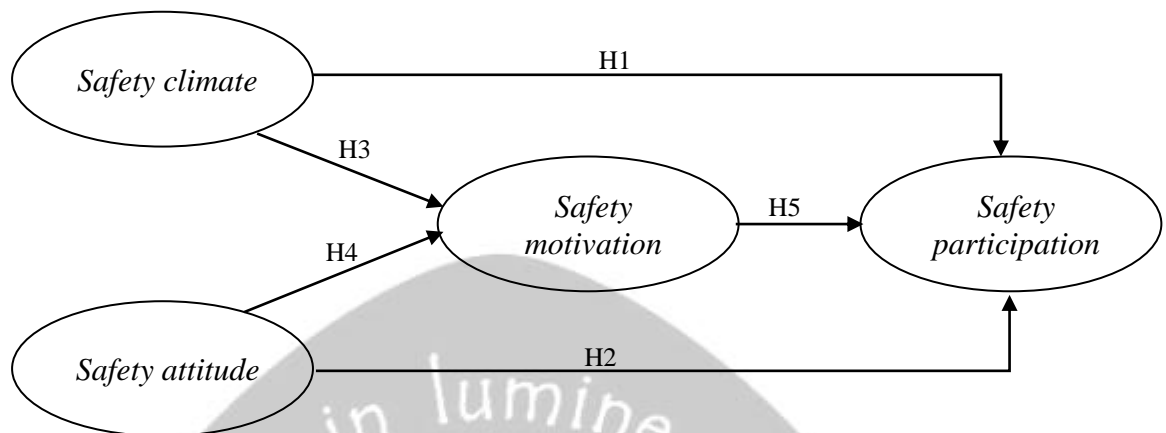 H1
Safety climate
H3
Safety
motivation
H5
Safety
participation
H4
Safety attitude
H2
in lumine